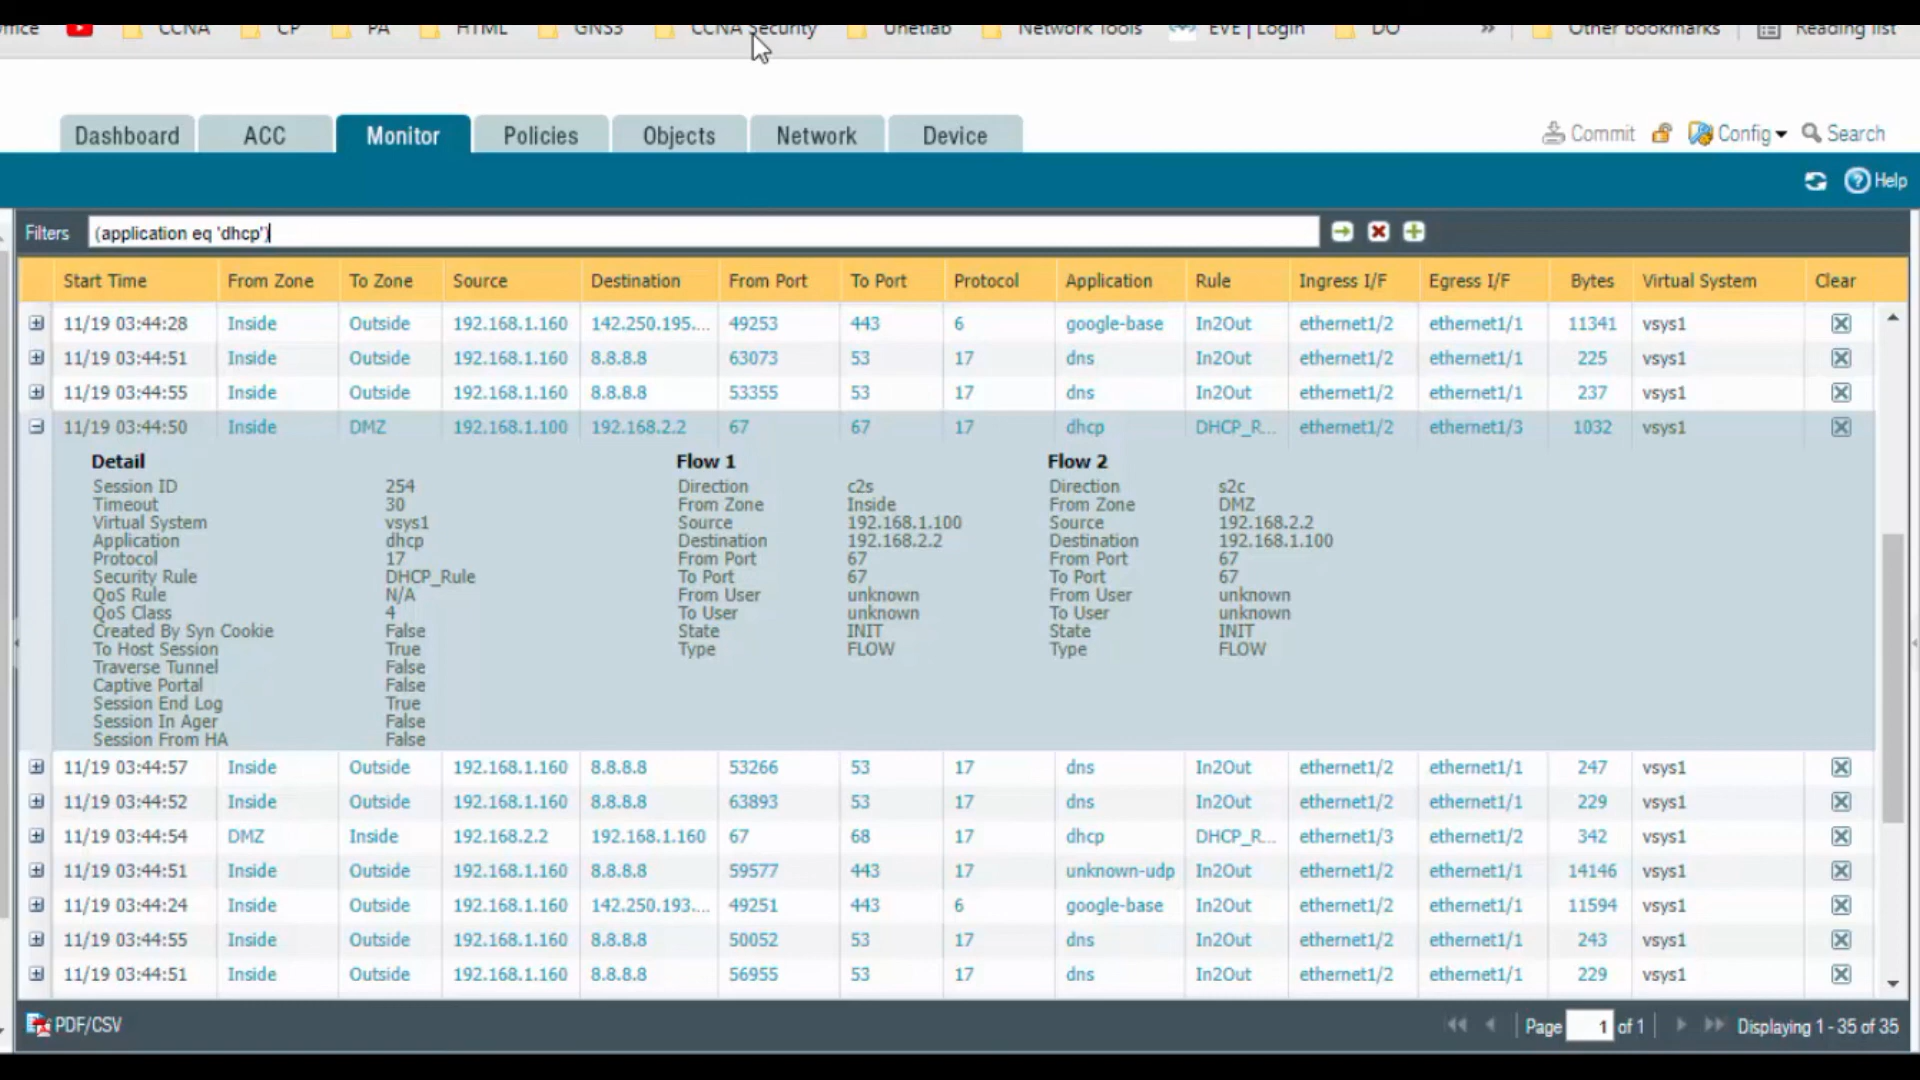 office CCNA CP PA HTML GNS3 CCNA Security Unetlab Network Tools EVE | Login DO » Other bookmarks Reading list
Dashboard ACC Monitor Policies Objects Network Device Commit Config Search
Help
Filters (application eq 'dhcp')
Start Time From Zone To Zone Source Destination From Port To Port Protocol Application Rule Ingress I/F Egress I/F Bytes Virtual System Clear
11/19 03:44:28 Inside Outside 192.168.1.160 142.250.195.... 49253 443 6 google-base In2Out ethernet1/2 ethernet1/1 11341 vsys1
11/19 03:44:51 Inside Outside 192.168.1.160 8.8.8.8 63073 53 17 dns In2Out ethernet1/2 ethernet1/1 225 vsys1
11/19 03:44:55 Inside Outside 192.168.1.160 8.8.8.8 53355 53 17 dns In2Out ethernet1/2 ethernet1/1 237 vsys1
11/19 03:44:50 Inside DMZ 192.168.1.100 192.168.2.2 67 67 17 dhcp DHCP_R... ethernet1/2 ethernet1/3 1032 vsys1
Detail Flow 1 Flow 2
Session ID 254 Direction c2s Direction s2c
Timeout 30 From Zone Inside From Zone DMZ
Virtual System vsys1 Source 192.168.1.100 Source 192.168.2.2
Application dhcp Destination 192.168.2.2 Destination 192.168.1.100
Protocol 17 From Port 67 From Port 67
Security Rule DHCP_Rule To Port 67 To Port 67
QoS Rule N/A From User unknown From User unknown
QoS Class 4 To User unknown To User unknown
Created By Syn Cookie False State INIT State INIT
To Host Session True Type FLOW Type FLOW
Traverse Tunnel False
Captive Portal False
Session End Log True
Session In Ager False
Session From HA False
11/19 03:44:57 Inside Outside 192.168.1.160 8.8.8.8 53266 53 17 dns In2Out ethernet1/2 ethernet1/1 247 vsys1
11/19 03:44:52 Inside Outside 192.168.1.160 8.8.8.8 63893 53 17 dns In2Out ethernet1/2 ethernet1/1 229 vsys1
11/19 03:44:54 DMZ Inside 192.168.2.2 192.168.1.160 67 68 17 dhcp DHCP_R... ethernet1/3 ethernet1/2 342 vsys1
11/19 03:44:51 Inside Outside 192.168.1.160 8.8.8.8 59577 443 17 unknown-udp In2Out ethernet1/2 ethernet1/1 14146 vsys1
11/19 03:44:24 Inside Outside 192.168.1.160 142.250.193.... 49251 443 6 google-base In2Out ethernet1/2 ethernet1/1 11594 vsys1
11/19 03:44:55 Inside Outside 192.168.1.160 8.8.8.8 50052 53 17 dns In2Out ethernet1/2 ethernet1/1 243 vsys1
11/19 03:44:51 Inside Outside 192.168.1.160 8.8.8.8 56955 53 17 dns In2Out ethernet1/2 ethernet1/1 229 vsys1
PDF/CSV Page 1 of 1 Displaying 1 - 35 of 35